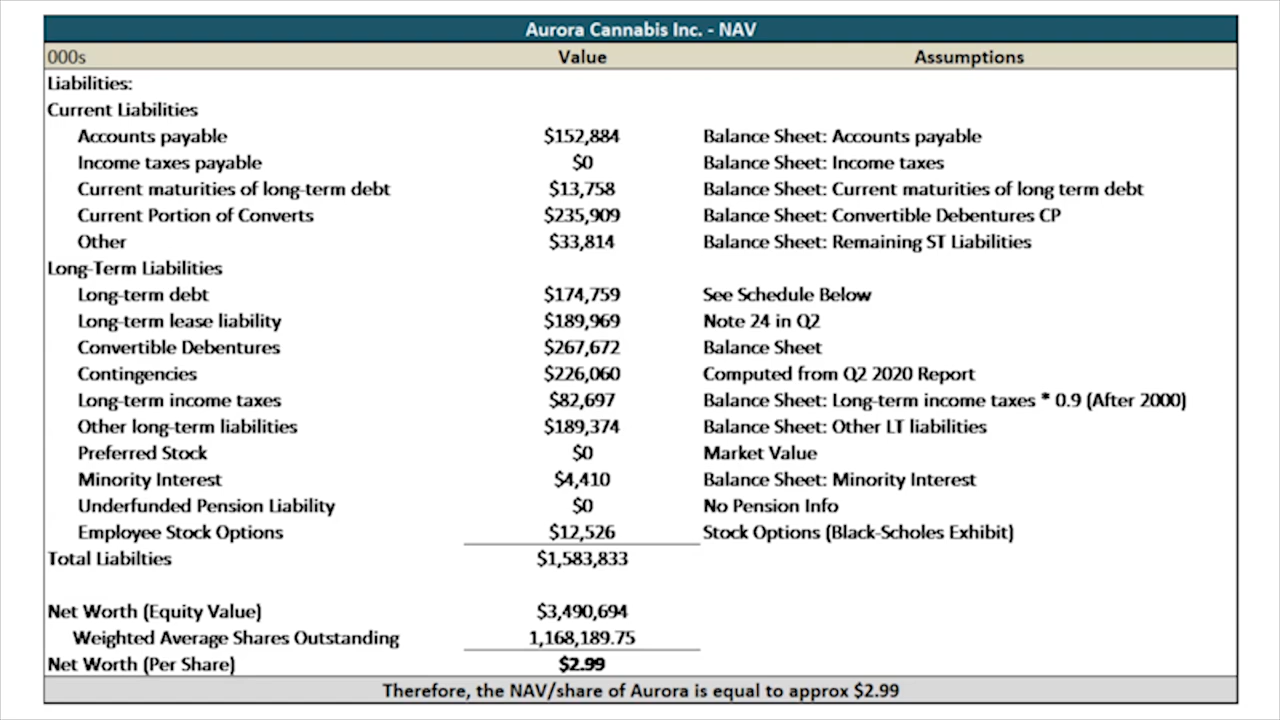 Aurora Cannabis Inc. - NAV
000s Value Assumptions
Liabilities:
Current Liabilities
Accounts payable $152,884 Balance Sheet: Accounts payable
Income taxes payable $0 Balance Sheet: Income taxes
Current maturities of long-term debt $13,758 Balance Sheet: Current maturities of long term debt
Current Portion of Converts $235,909 Balance Sheet: Convertible Debentures CP
Other $33,814 Balance Sheet: Remaining ST Liabilities
Long-Term Liabilities
Long-term debt $174,759 See Schedule Below
Long-term lease liability $189,969 Note 24 in Q2
Convertible Debentures $267,672 Balance Sheet
Contingencies $226,060 Computed from Q2 2020 Report
Long-term income taxes $82,697 Balance Sheet: Long-term income taxes * 0.9 (After 2000)
Other long-term liabilities $189,374 Balance Sheet: Other LT liabilities
Preferred Stock $0 Market Value
Minority Interest $4,410 Balance Sheet: Minority Interest
Underfunded Pension Liability $0 No Pension Info
Employee Stock Options $12,526 Stock Options (Black-Scholes Exhibit)
Total Liabilties $1,583,833
Net Worth (Equity Value) $3,490,694
Weighted Average Shares Outstanding 1,168,189.75
Net Worth (Per Share) $2.99
Therefore, the NAV/share of Aurora is equal to approx $2.99